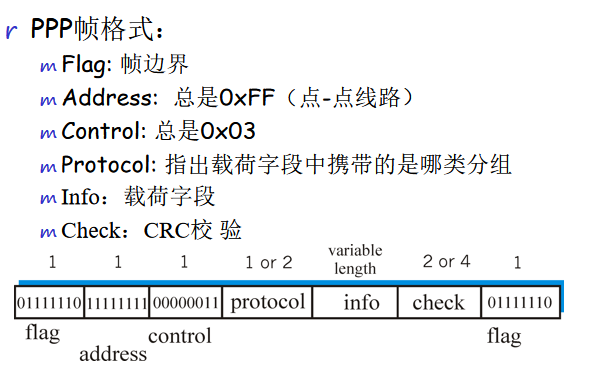 r PPP帧格式：
m Flag: 帧边界
m Address: 总是0xFF（点-点线路）
m Control: 总是0x03
m Protocol: 指出载荷字段中携带的是哪类分组
m Info：载荷字段
m Check：CRC校 验
1 1 1 1 or 2 variable length 2 or 4 1
01111110 11111111 00000011 protocol info check 01111110
flag control flag
address